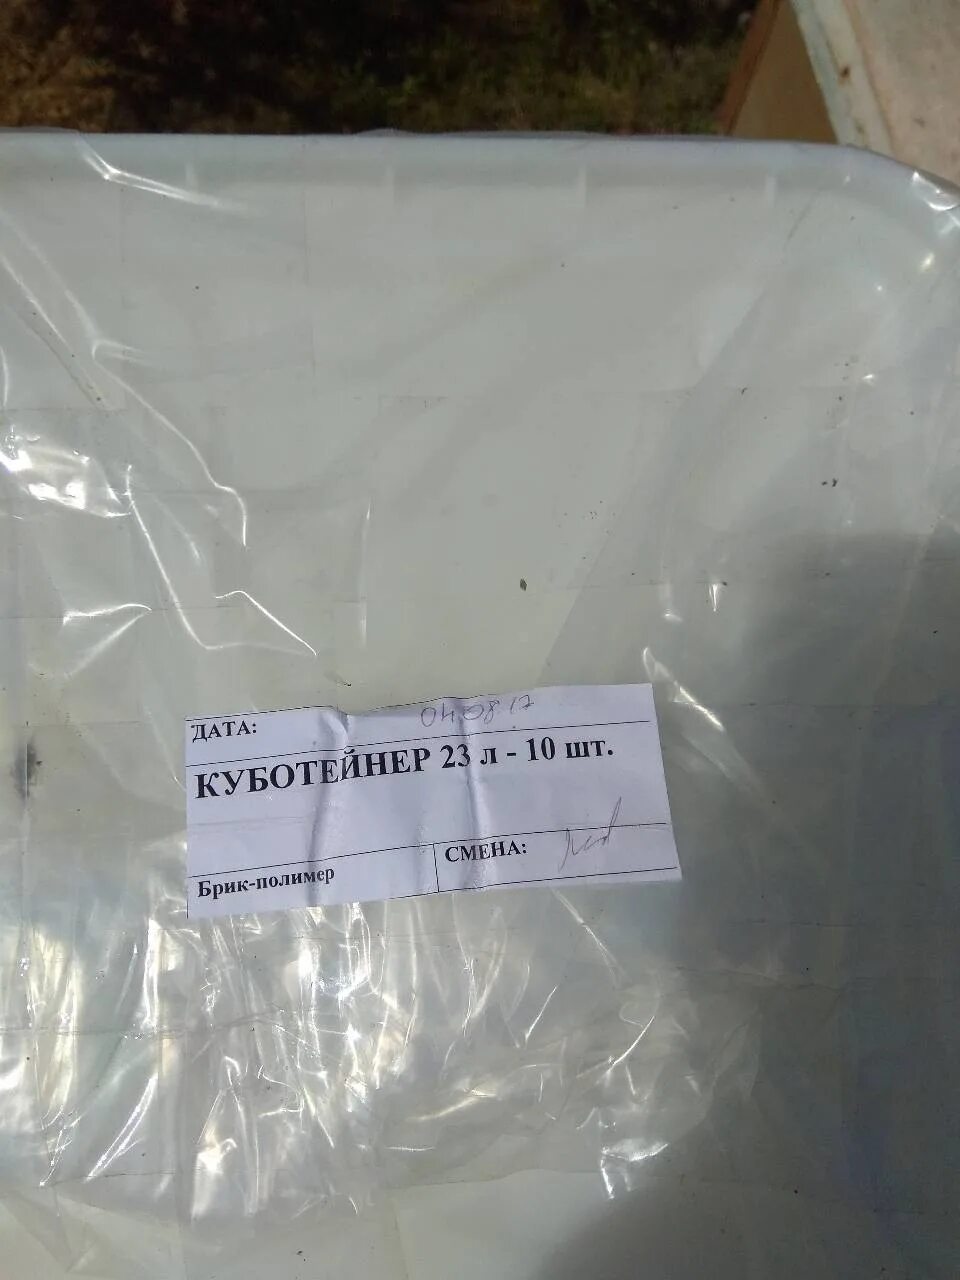 ДАТА: 04.08.17
КУБОТЕЙНЕР 23 л - 10 шт.
Брик-полимер
СМЕНА: